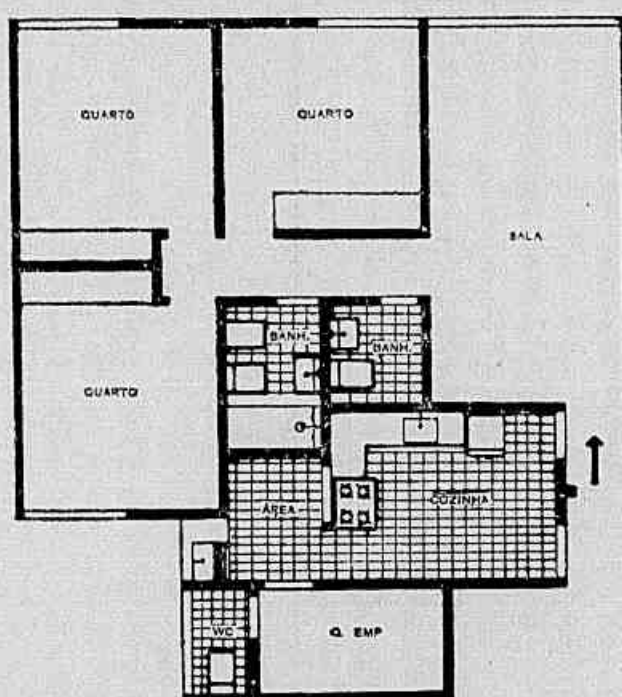 QUARTO
QUARTO
SALA
BANH.
BANH.
QUARTO
ÁREA
COZINHA
WC
Q. EMP